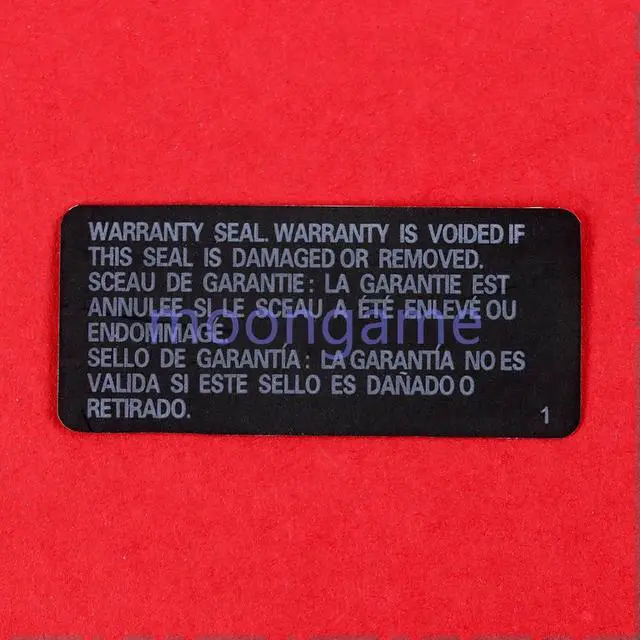 WARRANTY SEAL. WARRANTY IS VOIDED IF
THIS SEAL IS DAMAGED OR REMOVED.
SCEAU DE GARANTIE: LA GARANTIE EST
ANNULEE SI LE SCEAU A ÉTÉ ENLEVÉ OU
ENDOMMAGÉ
moongame
SELLO DE GARANTÍA: LA GARANTÍA NO ES
VALIDA SI ESTE SELLO ES DAÑADO O
RETIRADO.
1